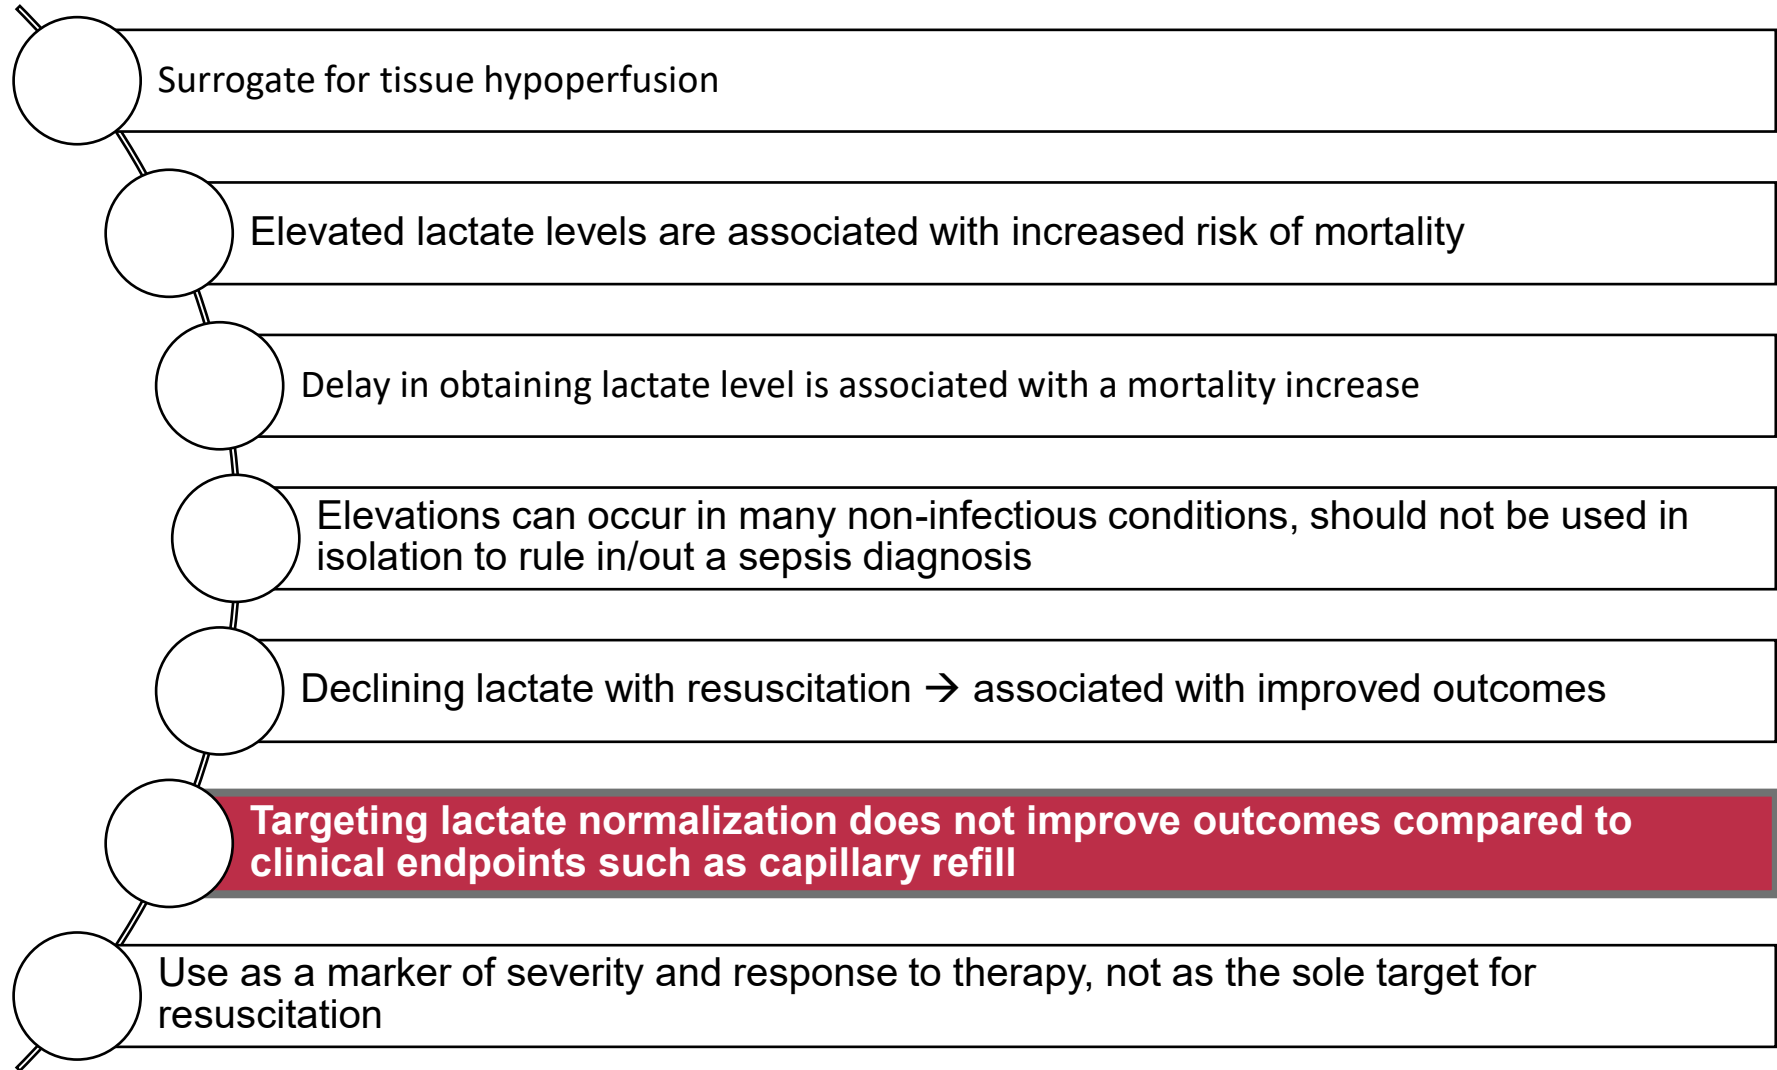 Surrogate for tissue hypoperfusion
Elevated lactate levels are associated with increased risk of mortality
Delay in obtaining lactate level is associated with a mortality increase
Elevations can occur in many non-infectious conditions, should not be used in
isolation to rule in/out a sepsis diagnosis
Declining lactate with resuscitation → associated with improved outcomes
Targeting lactate normalization does not improve outcomes compared to
clinical endpoints such as capillary refill
Use as a marker of severity and response to therapy, not as the sole target for
resuscitation